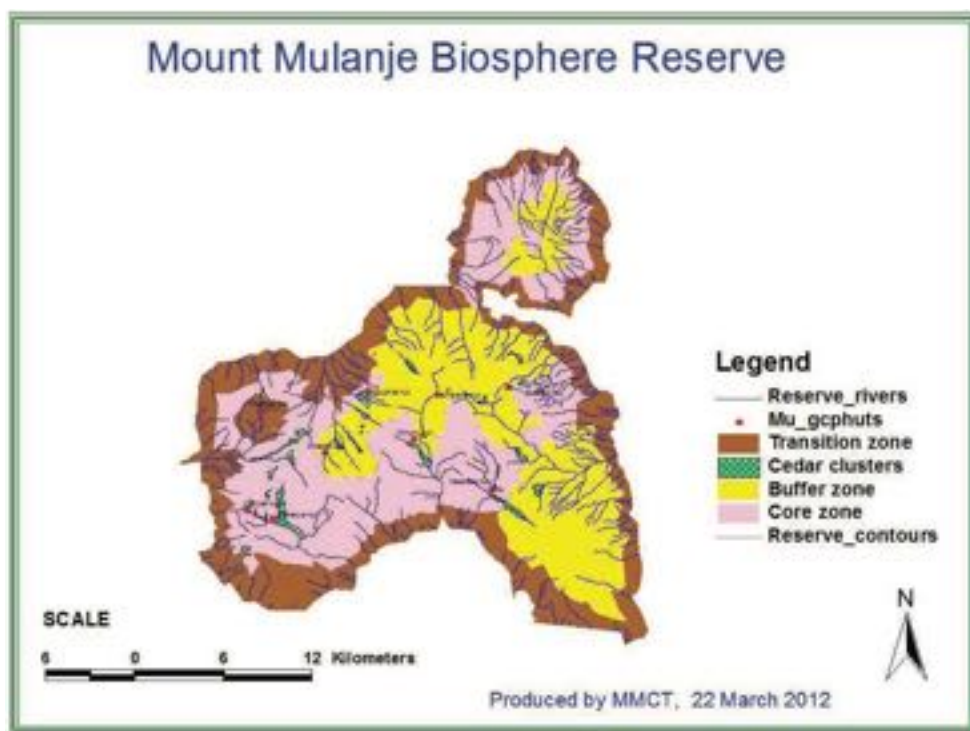 Mount Mulanje Biosphere Reserve
Legend
Reserve_rivers
Mu_gcphuts
Transition zone
Cedar clusters
Buffer zone
Core zone
Reserve_contours
N
SCALE
6 0 6 12 Kilometers
Produced by MMCT, 22 March 2012